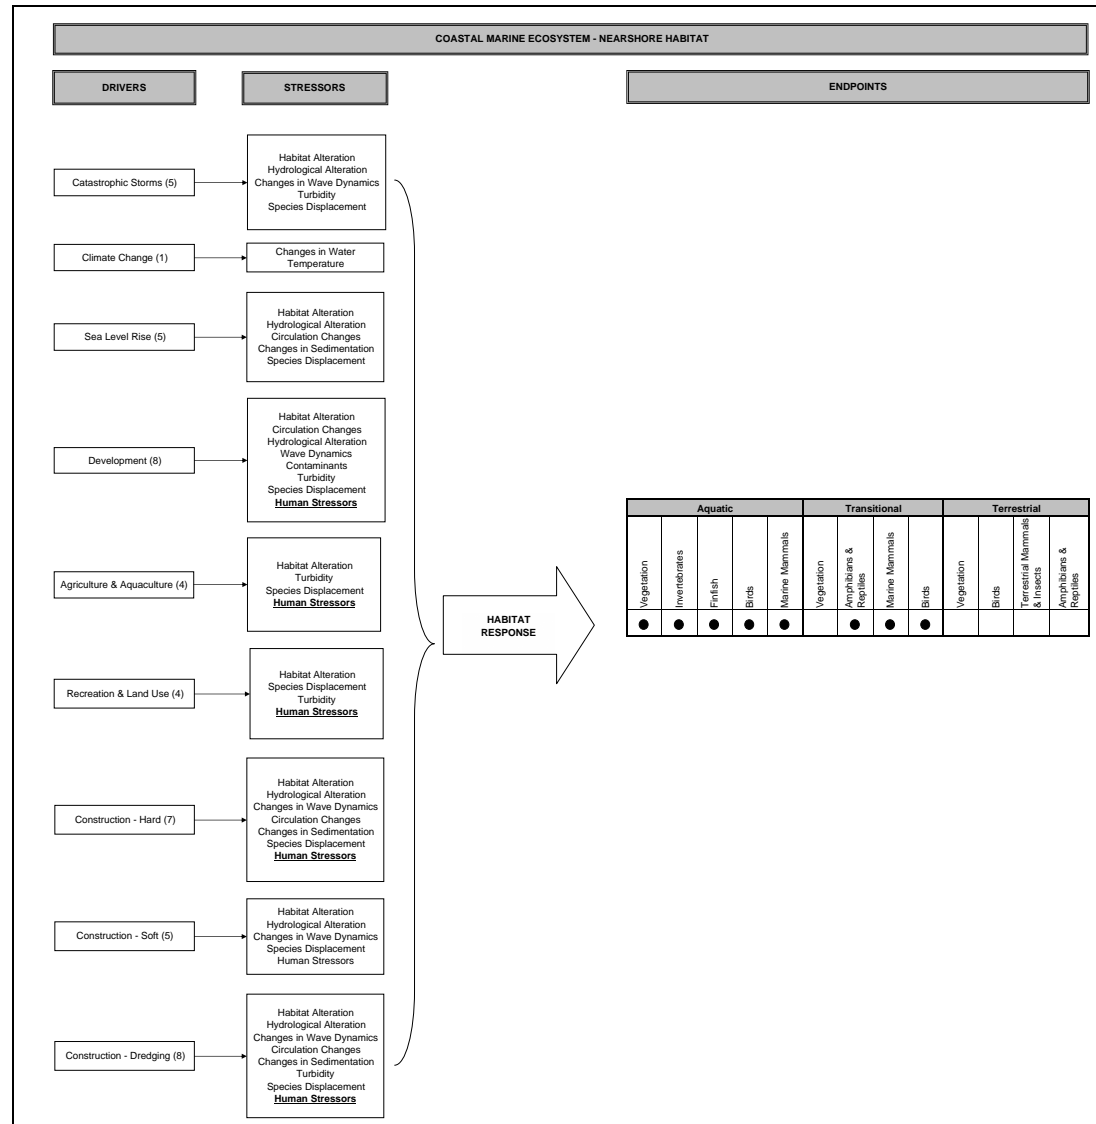 COASTAL MARINE ECOSYSTEM - NEARSHORE HABITAT
DRIVERS
STRESSORS
ENDPOINTS
Catastrophic Storms (5)
Habitat Alteration
Hydrological Alteration
Changes in Wave Dynamics
Turbidity
Species Displacement
Climate Change (1)
Changes in Water
Temperature
Sea Level Rise (5)
Habitat Alteration
Hydrological Alteration
Circulation Changes
Changes in Sedimentation
Species Displacement
Development (8)
Habitat Alteration
Circulation Changes
Hydrological Alteration
Wave Dynamics
Contaminants
Turbidity
Species Displacement
Human Stressors
Agriculture & Aquaculture (4)
Habitat Alteration
Turbidity
Species Displacement
Human Stressors
Recreation & Land Use (4)
Habitat Alteration
Species Displacement
Turbidity
Human Stressors
Construction - Hard (7)
Habitat Alteration
Hydrological Alteration
Changes in Wave Dynamics
Circulation Changes
Changes in Sedimentation
Species Displacement
Human Stressors
Construction - Soft (5)
Habitat Alteration
Hydrological Alteration
Changes in Wave Dynamics
Species Displacement
Human Stressors
Construction - Dredging (8)
Habitat Alteration
Hydrological Alteration
Changes in Wave Dynamics
Circulation Changes
Changes in Sedimentation
Turbidity
Species Displacement
Human Stressors
HABITAT
RESPONSE
Aquatic
Transitional
Terrestrial
Vegetation
Invertebrates
Finfish
Birds
Marine Mammals
Vegetation
Amphibians &
Reptiles
Marine Mammals
Birds
Vegetation
Birds
Terrestrial Mammals
& Insects
Amphibians &
Reptiles